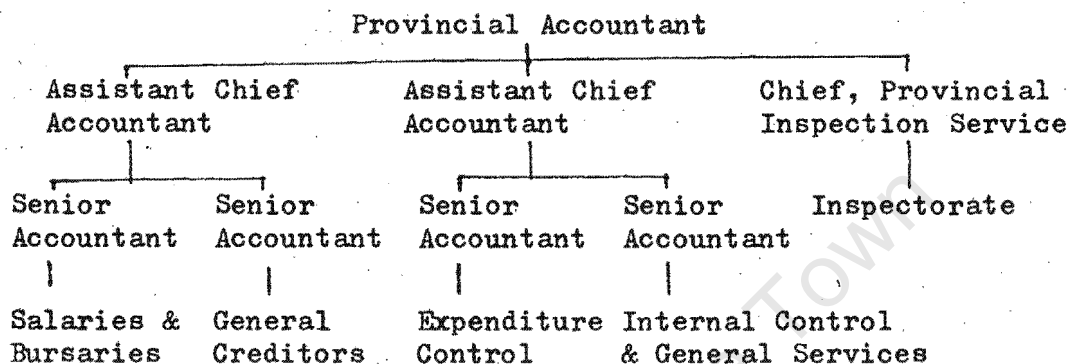 Provincial Accountant
Assistant Chief Assistant Chief Chief, Provincial
Accountant Accountant Inspection Service
Senior Senior Senior Senior Inspectorate
Accountant Accountant Accountant Accountant
Salaries & General Expenditure Internal Control
Bursaries Creditors Control & General Services
Town